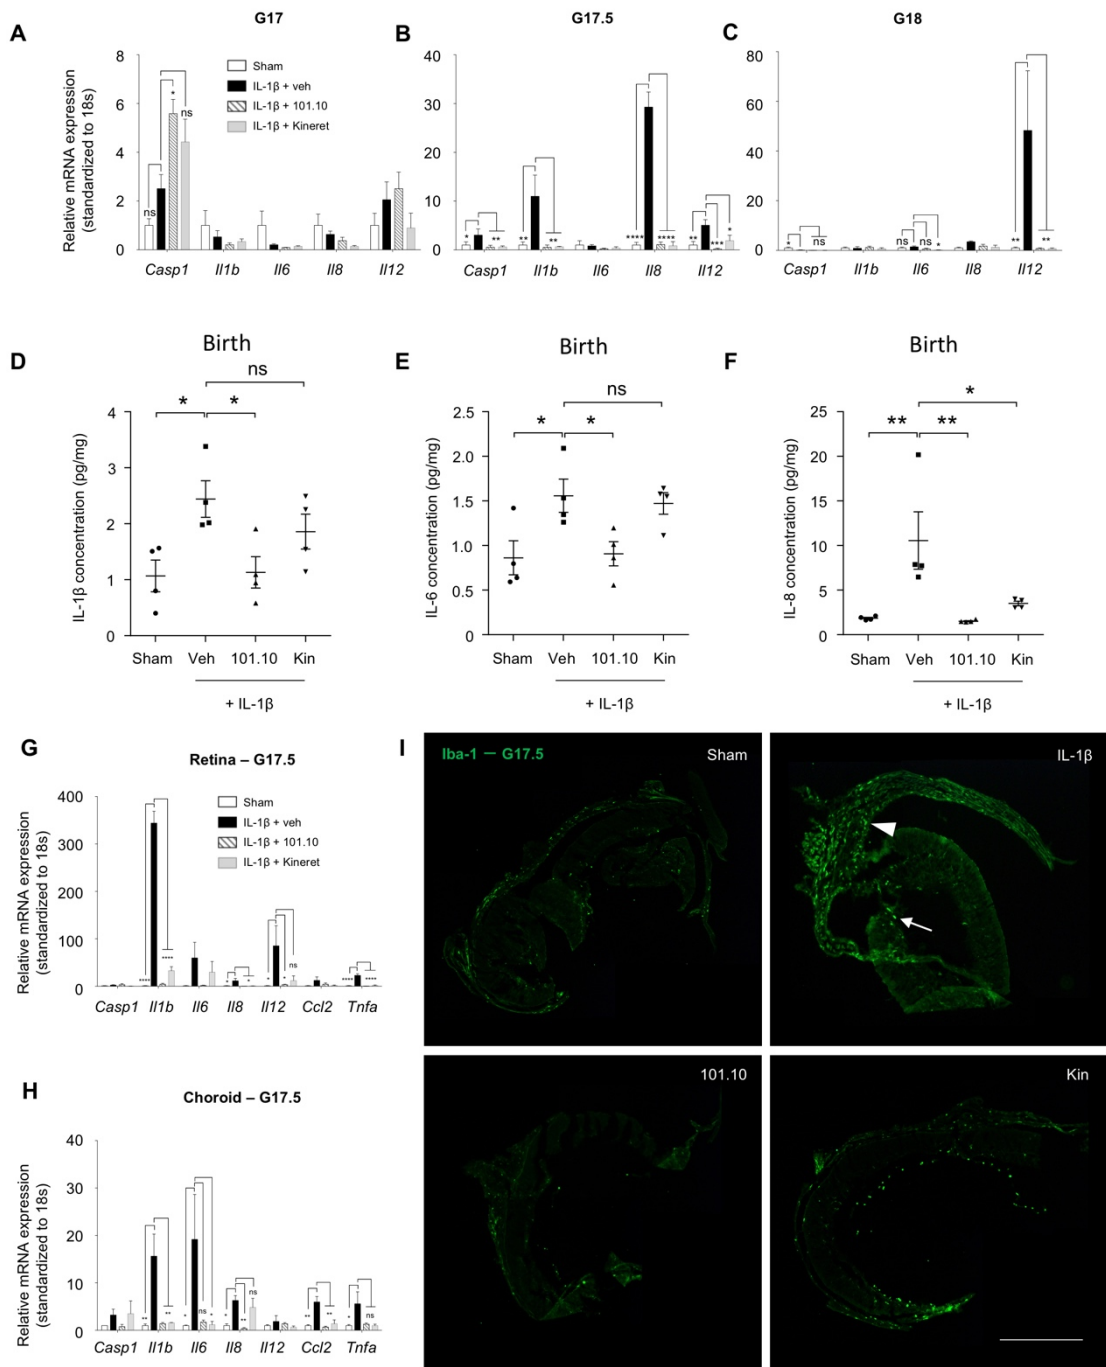 A
G17
Relative mRNA expression
(standardized to 18s)
8
6
4
2
0
Sham
IL-1β + veh
IL-1β + 101.10
IL-1β + Kineret
ns
*
ns
Casp1
Il1b
Il6
Il8
Il12
B
G17.5
40
30
20
10
0
*
**
**
**
****
****
**
***
*
Casp1
Il1b
Il6
Il8
Il12
C
G18
80
60
40
20
0
*
ns
ns
ns
*
**
**
Casp1
Il1b
Il6
Il8
Il12
D
Birth
IL-1β concentration (pg/mg)
4
3
2
1
0
*
*
ns
Sham
Veh
101.10
Kin
+ IL-1β
E
Birth
IL-6 concentration (pg/mg)
2.5
2.0
1.5
1.0
0.5
0
*
*
ns
Sham
Veh
101.10
Kin
+ IL-1β
F
Birth
IL-8 concentration (pg/mg)
25
20
15
10
5
0
**
**
*
Sham
Veh
101.10
Kin
+ IL-1β
G
Retina – G17.5
Relative mRNA expression
(standardized to 18s)
400
300
200
100
0
Sham
IL-1β + veh
IL-1β + 101.10
IL-1β + Kineret
****
****
*
*
*
*
ns
****
****
Casp1
Il1b
Il6
Il8
Il12
Ccl2
Tnfa
H
Choroid – G17.5
Relative mRNA expression
(standardized to 18s)
40
30
20
10
0
**
**
*
ns
*
*
**
ns
**
**
*
ns
Casp1
Il1b
Il6
Il8
Il12
Ccl2
Tnfa
I
Iba-1 — G17.5
Sham
IL-1β
101.10
Kin